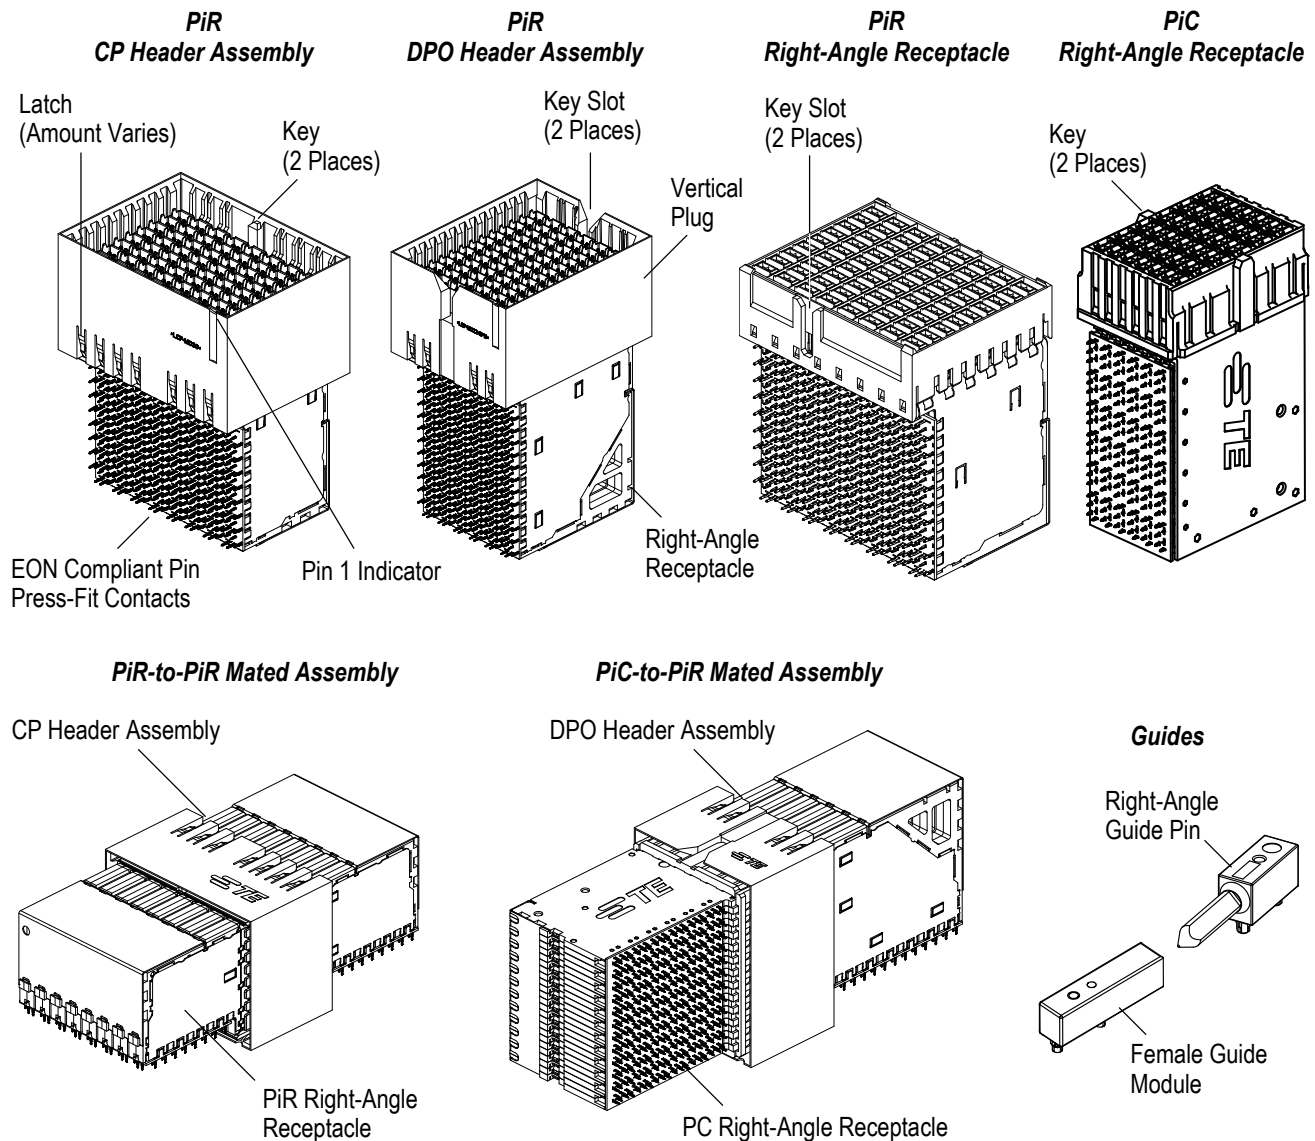 PiR
CP Header Assembly
PiR
DPO Header Assembly
PiR
Right-Angle Receptacle
PiC
Right-Angle Receptacle
Latch
(Amount Varies)
Key
(2 Places)
Key Slot
(2 Places)
Vertical
Plug
Key Slot
(2 Places)
Key
(2 Places)
TE
EON Compliant Pin
Press-Fit Contacts
Pin 1 Indicator
Right-Angle
Receptacle
PiR-to-PiR Mated Assembly
PiC-to-PiR Mated Assembly
CP Header Assembly
DPO Header Assembly
Guides
Right-Angle
Guide Pin
TE
TE
TE
Female Guide
Module
PiR Right-Angle
Receptacle
PC Right-Angle Receptacle